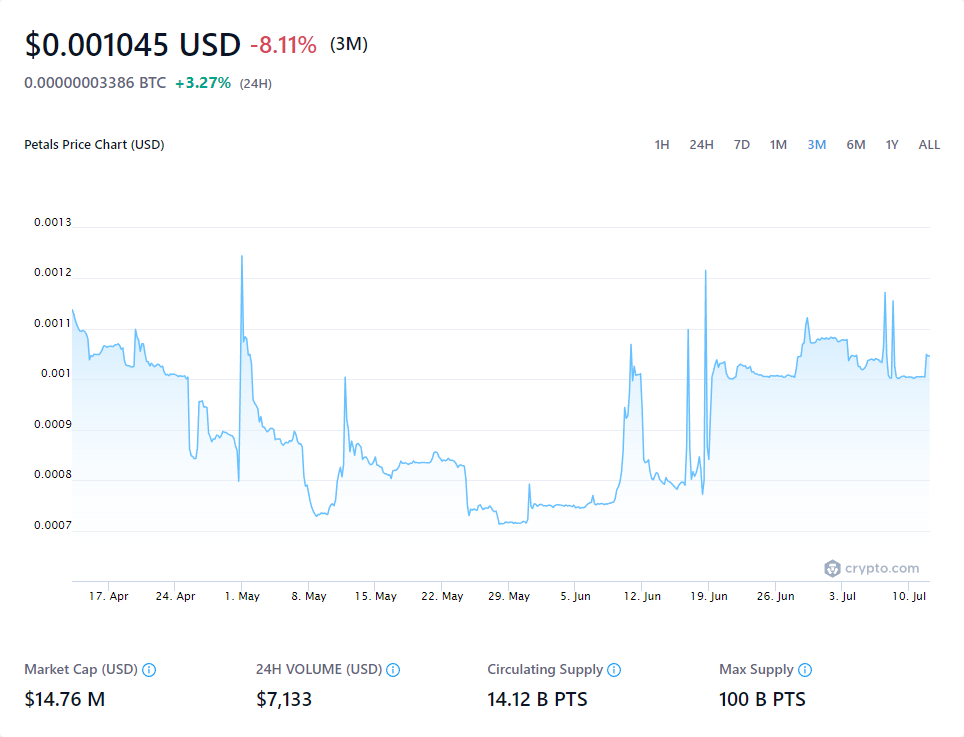 $0.001045 USD -8.11% (3M)
0.00000003386 BTC +3.27% (24H)
Petals Price Chart (USD) 1H 24H 7D 1M 3M 6M 1Y ALL
0.0013
0.0012
0.0011
0.001
0.0009
0.0008
0.0007
crypto.com
17. Apr 24. Apr 1. May 8. May 15. May 22. May 29. May 5. Jun 12. Jun 19. Jun 26. Jun 3. Jul 10. Jul
Market Cap (USD) 24H VOLUME (USD) Circulating Supply Max Supply
$14.76 M $7,133 14.12 B PTS 100 B PTS